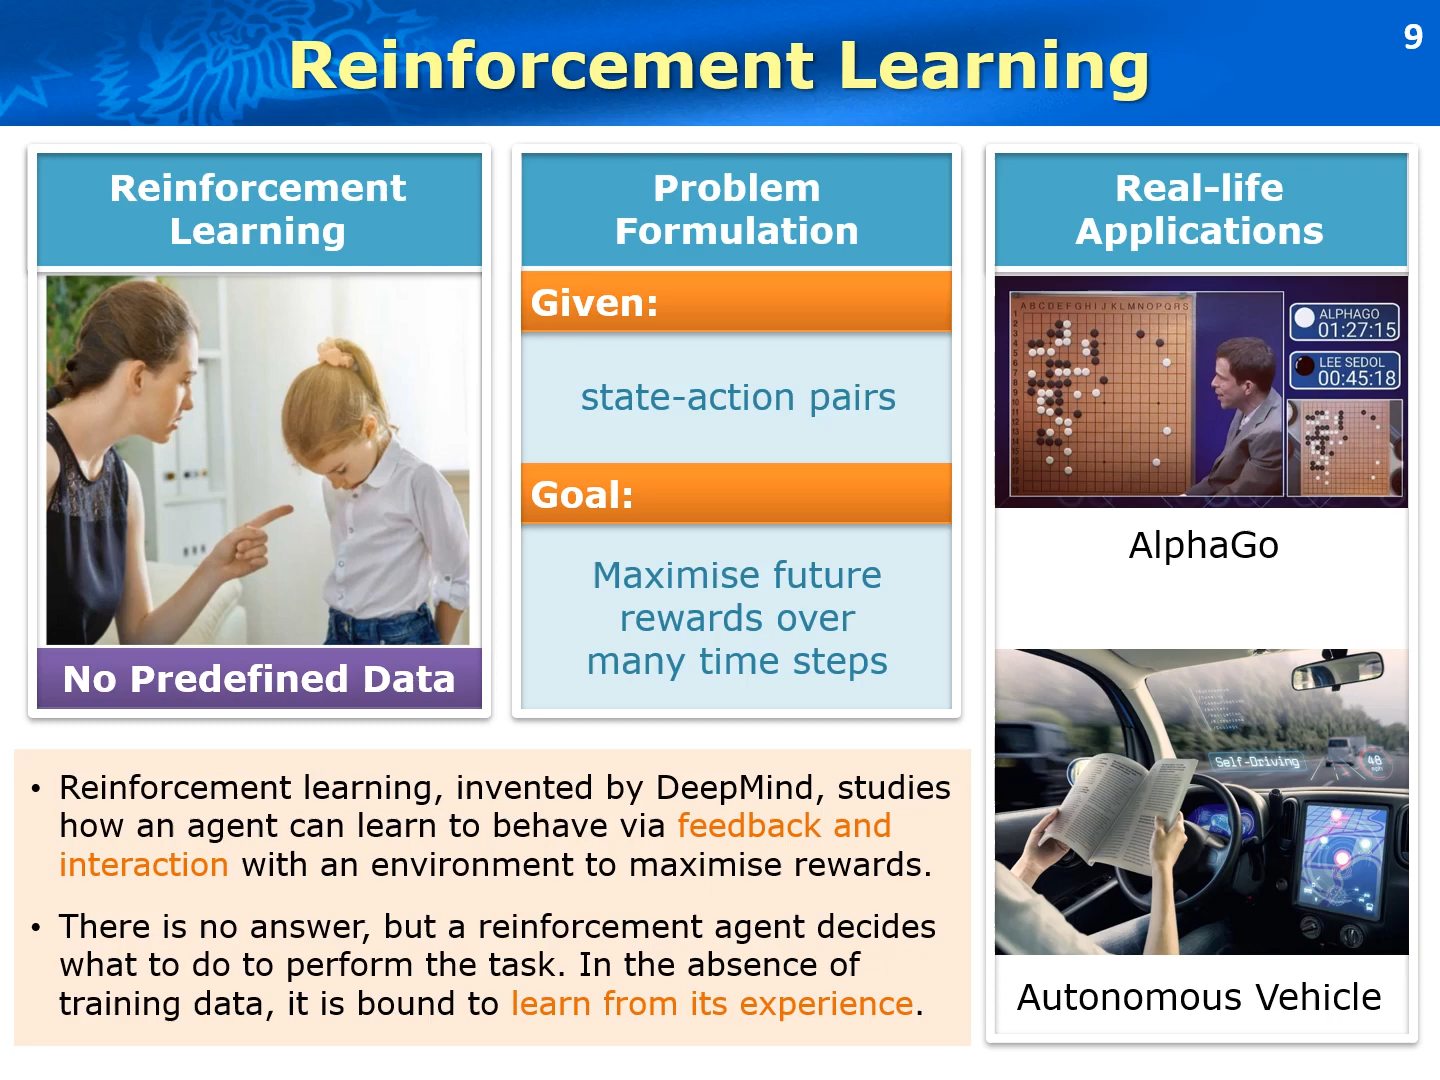 9
Reinforcement Learning
Reinforcement
Learning
No Predefined Data
Problem
Formulation
Given:
state-action pairs
Goal:
Maximise future
rewards over
many time steps
Real-life
Applications
A B C D E F G H I J K L M N O P Q R S
ALPHAGO
01:27:15
LEE SEDOL
00:45:18
AlphaGo
Self-Driving
48
Autonomous Vehicle
• Reinforcement learning, invented by DeepMind, studies
how an agent can learn to behave via feedback and
interaction with an environment to maximise rewards.
• There is no answer, but a reinforcement agent decides
what to do to perform the task. In the absence of
training data, it is bound to learn from its experience.